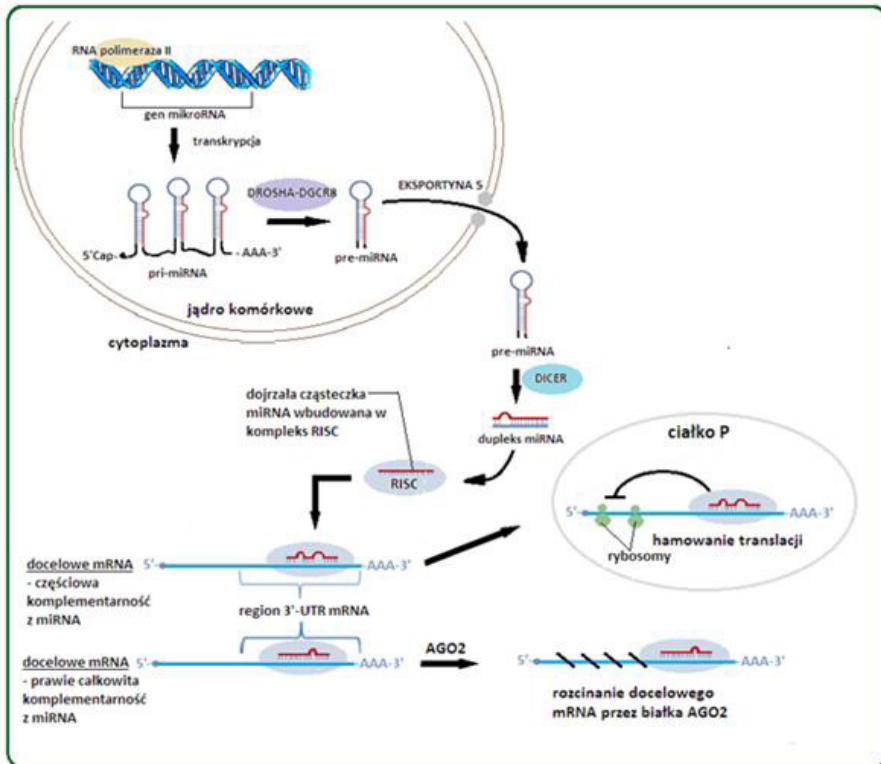 RNA polimeraza II
gen mikroRNA
transkrypcja
DROSHA-DGCR8
EKSPORTYNA 5
5'Cap-
- AAA-3'
pri-miRNA
pre-miRNA
jądro komórkowe
cytoplazma
pre-miRNA
DICER
dojrzała cząsteczka
miRNA wbudowana w
kompleks RISC
dupleks miRNA
RISC
ciałko P
5'
AAA-3'
hamowanie translacji
rybosomy
docelowe mRNA
- częściowa
komplementarność
z miRNA
5'
AAA-3'
region 3'-UTR mRNA
docelowe mRNA
- prawie całkowita
komplementarność
z miRNA
5'
AAA-3'
AGO2
5'
AAA-3'
rozcinanie docelowego
mRNA przez białka AGO2